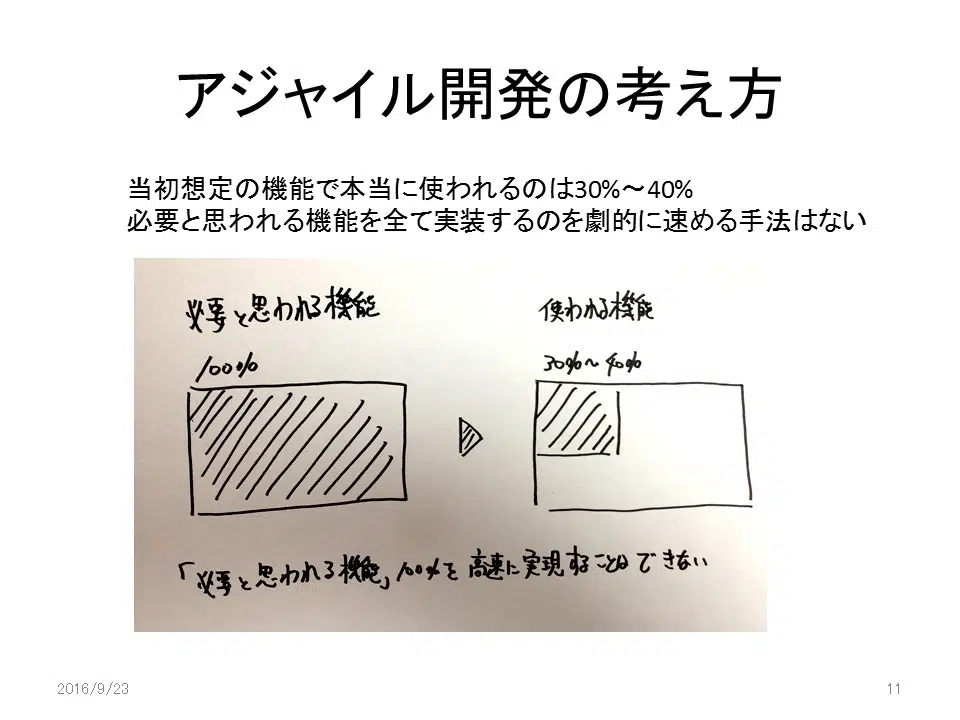 アジャイル開発の考え方
当初想定の機能で本当に使われるのは30%～40%
必要と思われる機能を全て実装するのを劇的に速める手法はない
必要と思われる機能
使われる機能
100%
30%～40%
「必要と思われる機能」100%を高速に実現することはできない
2016/9/23
11